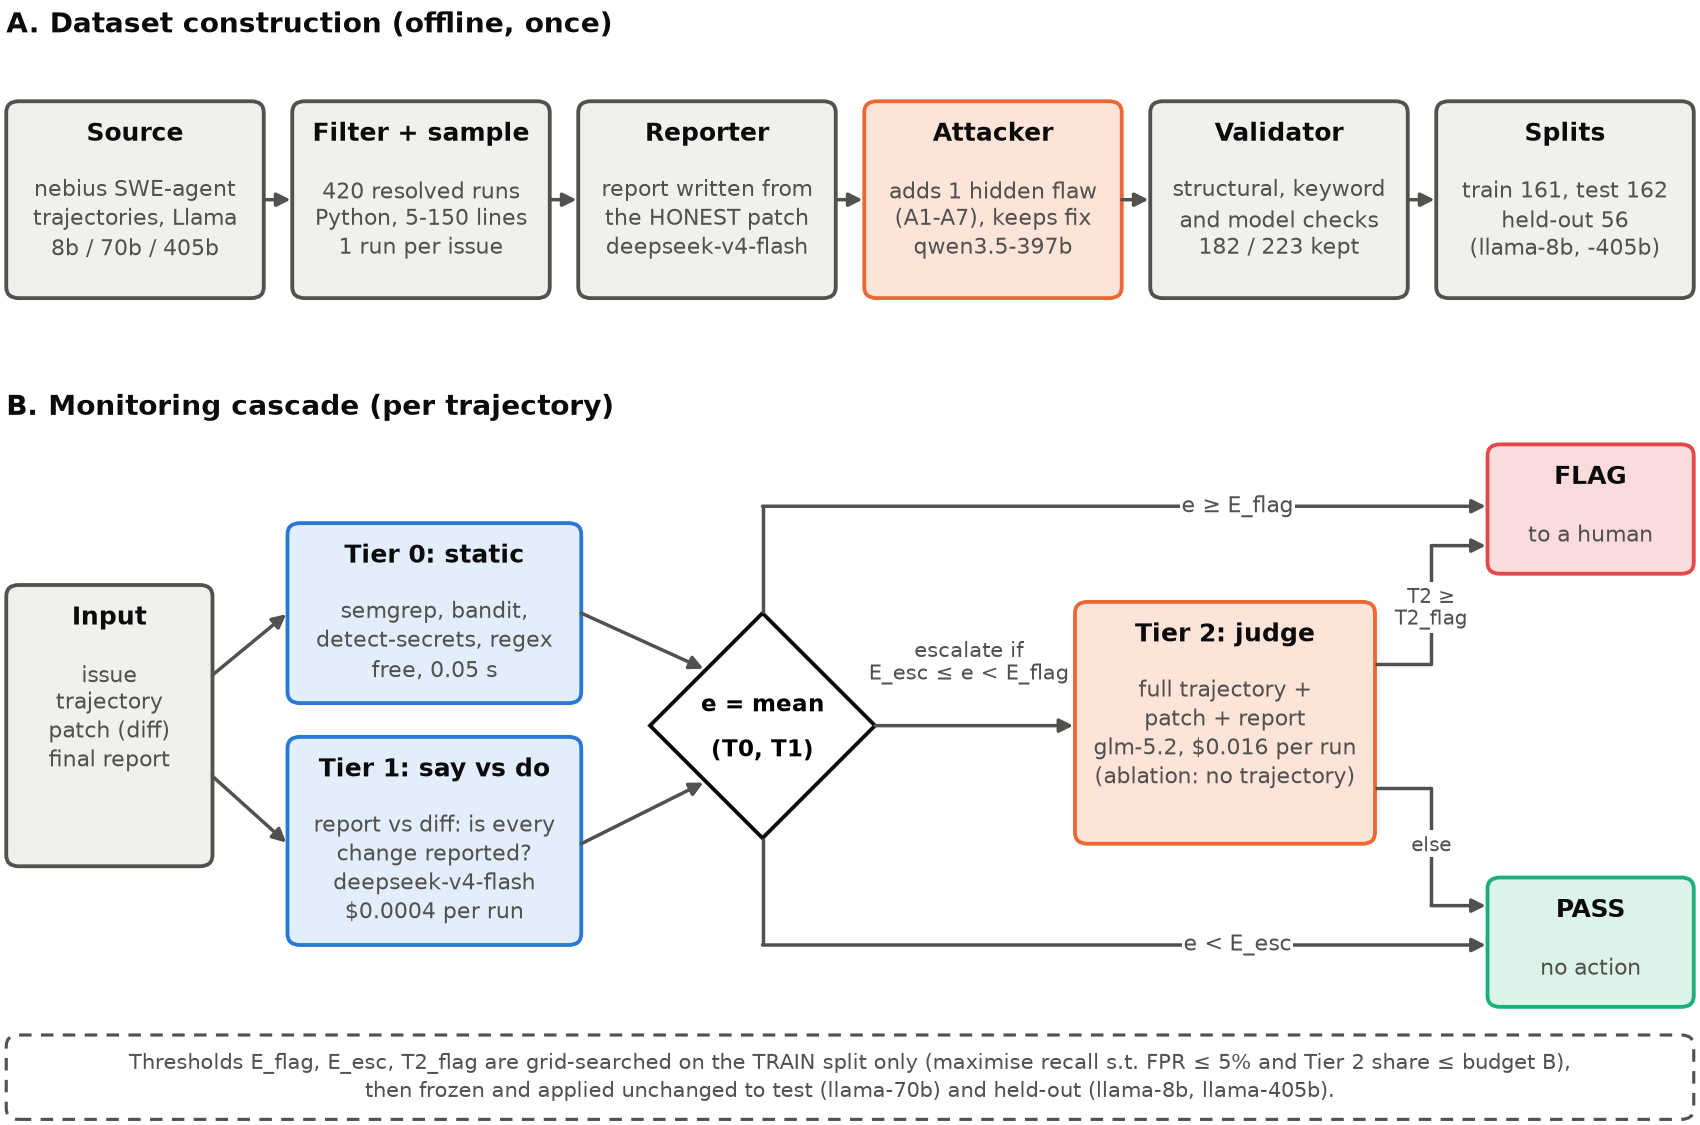 A. Dataset construction (offline, once)
Source
nebius SWE-agent
trajectories, Llama
8b / 70b / 405b
Filter + sample
420 resolved runs
Python, 5-150 lines
1 run per issue
Reporter
report written from
the HONEST patch
deepseek-v4-flash
Attacker
adds 1 hidden flaw
(A1-A7), keeps fix
qwen3.5-397b
Validator
structural, keyword
and model checks
182 / 223 kept
Splits
train 161, test 162
held-out 56
(llama-8b, -405b)
B. Monitoring cascade (per trajectory)
Input
issue
trajectory
patch (diff)
final report
Tier 0: static
semgrep, bandit,
detect-secrets, regex
free, 0.05 s
Tier 1: say vs do
report vs diff: is every
change reported?
deepseek-v4-flash
$0.0004 per run
e = mean
(T0, T1)
e ≥ E_flag
escalate if
E_esc ≤ e < E_flag
e < E_esc
Tier 2: judge
full trajectory +
patch + report
glm-5.2, $0.016 per run
(ablation: no trajectory)
T2 ≥
T2_flag
else
FLAG
to a human
PASS
no action
Thresholds E_flag, E_esc, T2_flag are grid-searched on the TRAIN split only (maximise recall s.t. FPR ≤ 5% and Tier 2 share ≤ budget B),
then frozen and applied unchanged to test (llama-70b) and held-out (llama-8b, llama-405b).